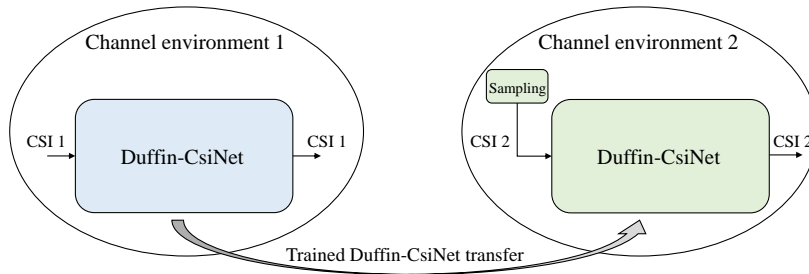 Channel environment 1
CSI 1
Duffin-CsiNet
CSI 1
Channel environment 2
Sampling
CSI 2
Duffin-CsiNet
CSI 2
Trained Duffin-CsiNet transfer